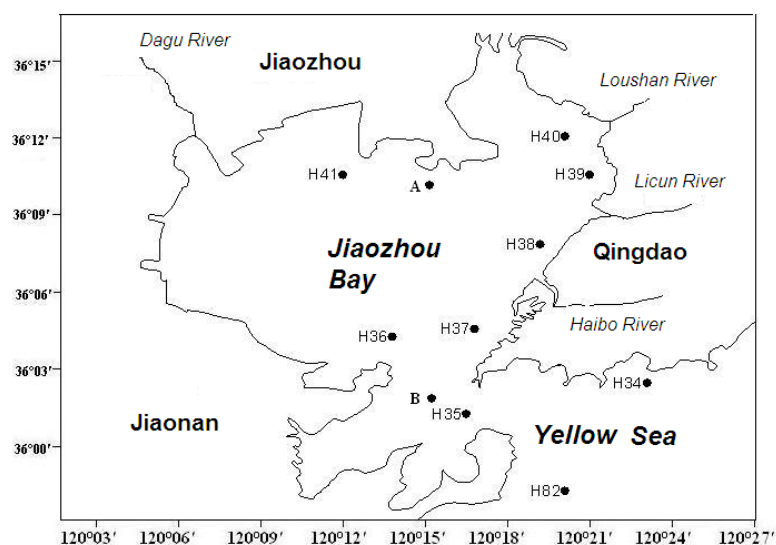 Dagu River
Jiaozhou
36°15′
Loushan River
36°12′
H40
H41
H39
A
Licun River
36°09′
H38
Jiaozhou
Bay
Qingdao
36°06′
H37
H36
Haibo River
36°03′
H34
B
H35
Jiaonan
Yellow Sea
36°00′
H82
120°03′ 120°06′ 120°09′ 120°12′ 120°15′ 120°18′ 120°21′ 120°24′ 120°27′